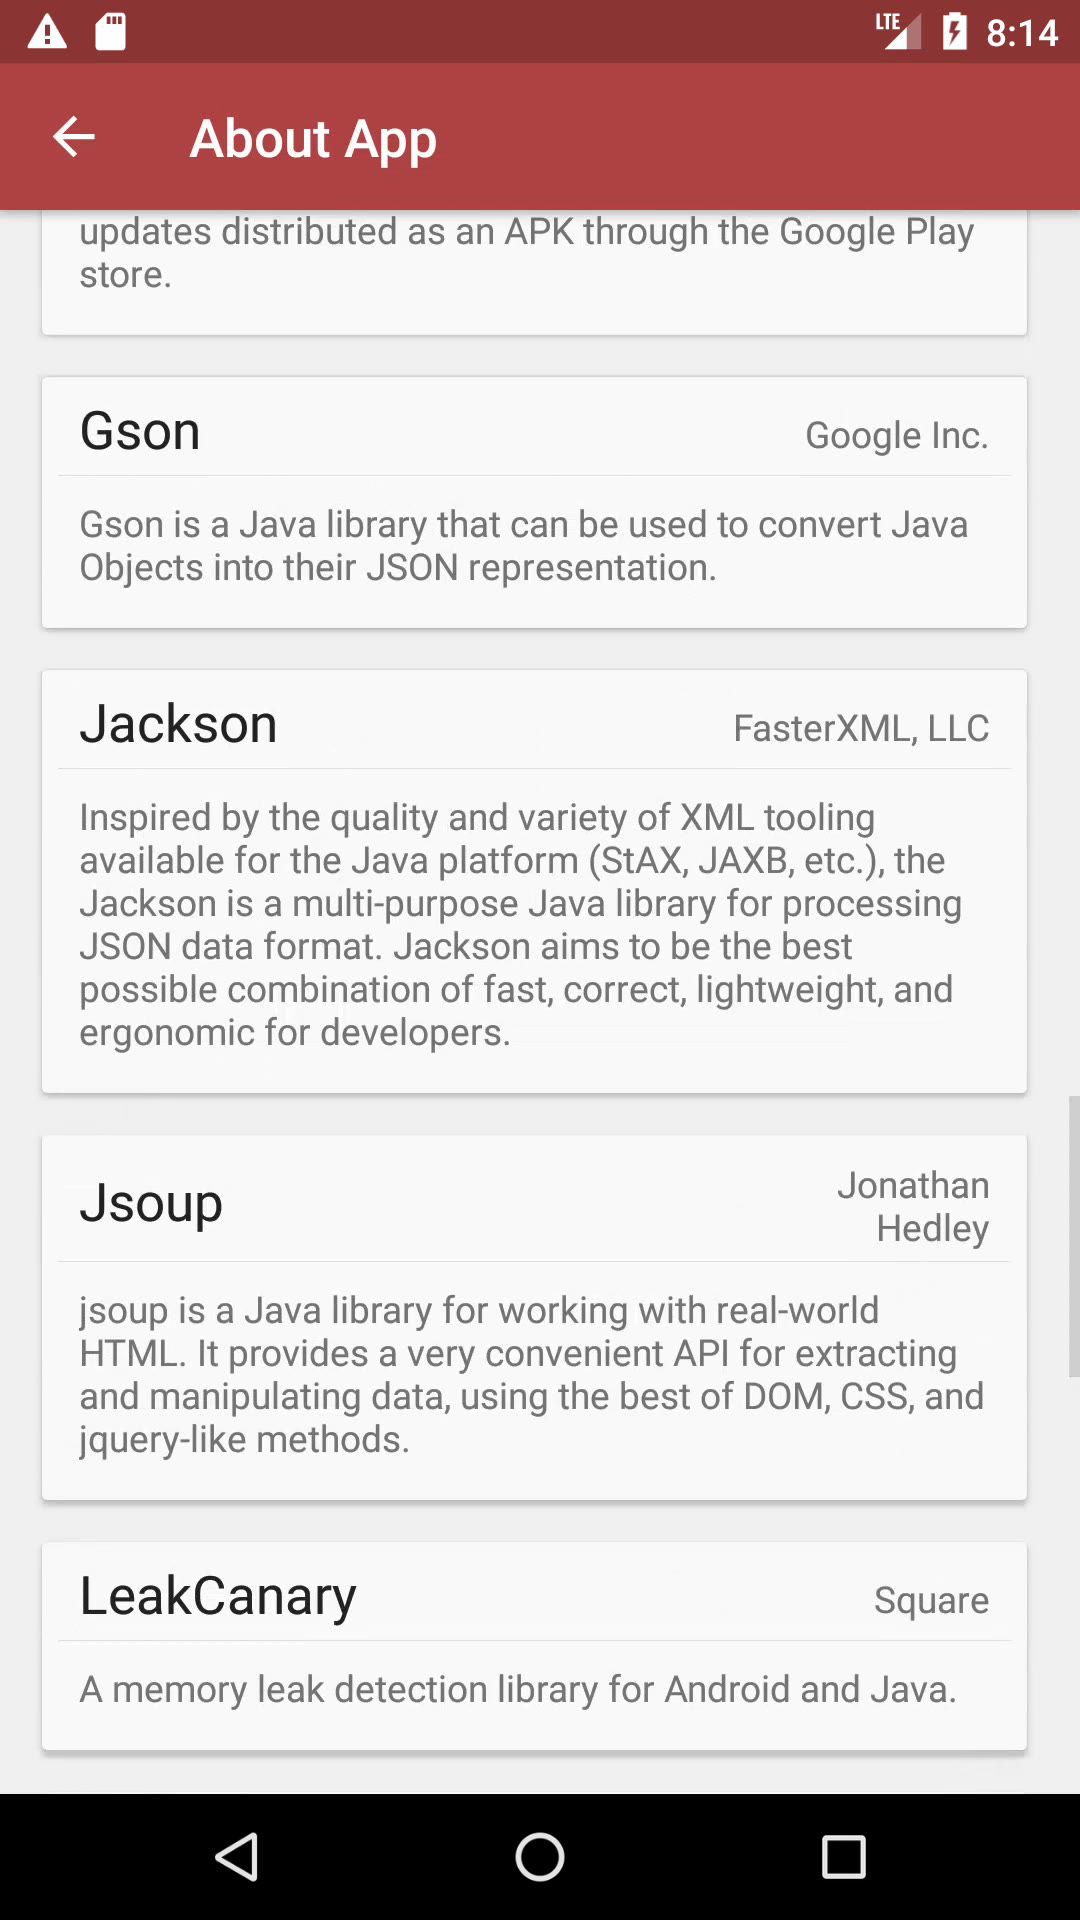 LTE 8:14
About App
updates distributed as an APK through the Google Play
store.
Gson Google Inc.
Gson is a Java library that can be used to convert Java
Objects into their JSON representation.
Jackson FasterXML, LLC
Inspired by the quality and variety of XML tooling
available for the Java platform (StAX, JAXB, etc.), the
Jackson is a multi-purpose Java library for processing
JSON data format. Jackson aims to be the best
possible combination of fast, correct, lightweight, and
ergonomic for developers.
Jsoup Jonathan
Hedley
jsoup is a Java library for working with real-world
HTML. It provides a very convenient API for extracting
and manipulating data, using the best of DOM, CSS, and
jquery-like methods.
LeakCanary Square
A memory leak detection library for Android and Java.